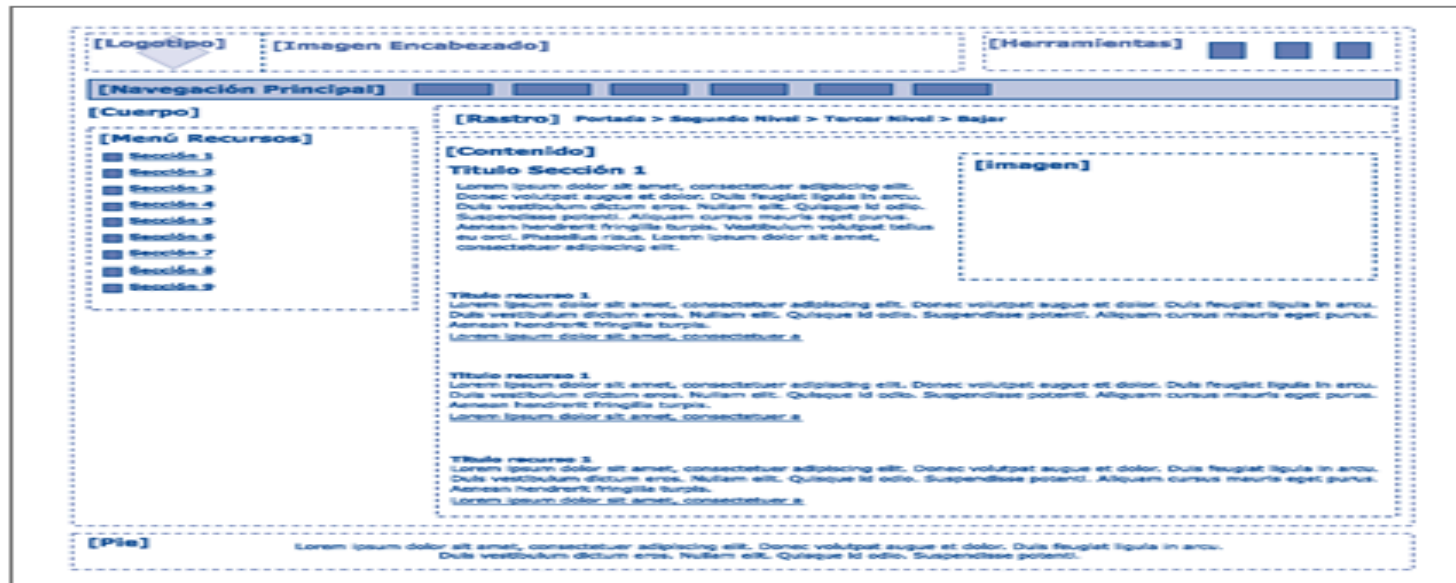 [Logotipo]
[Imagen Encabezado]
[Herramientas]
[Navegación Principal]
[Cuerpo]
[Menú Recursos]
Sección 1
Sección 2
Sección 3
Sección 4
Sección 5
Sección 6
Sección 7
Sección 8
Sección 9
[Rastro] Portada > Segundo Nivel > Tercer Nivel > Bajar
[Contenido]
Titulo Sección 1
Lorem ipsum dolor sit amet, consectetuer adipiscing elit.
Donec volutpat augue et dolor. Duis feugiat ligula in arcu.
Duis vestibulum dictum eros. Nullam elit. Quisque id odio.
Suspendisse potenti. Aliquam cursus mauris eget purus.
Aenean hendrerit fringilla turpis. Vestibulum volutpat tellus
eu orci. Phasellus risus. Lorem ipsum dolor sit amet,
consectetuer adipiscing elit.
[imagen]
Titulo recurso 1
Lorem ipsum dolor sit amet, consectetuer adipiscing elit. Donec volutpat augue et dolor. Duis feugiat ligula in arcu.
Duis vestibulum dictum eros. Nullam elit. Quisque id odio. Suspendisse potenti. Aliquam cursus mauris eget purus.
Aenean hendrerit fringilla turpis.
Lorem ipsum dolor sit amet, consectetuer a
Titulo recurso 1
Lorem ipsum dolor sit amet, consectetuer adipiscing elit. Donec volutpat augue et dolor. Duis feugiat ligula in arcu.
Duis vestibulum dictum eros. Nullam elit. Quisque id odio. Suspendisse potenti. Aliquam cursus mauris eget purus.
Aenean hendrerit fringilla turpis.
Lorem ipsum dolor sit amet, consectetuer a
Titulo recurso 1
Lorem ipsum dolor sit amet, consectetuer adipiscing elit. Donec volutpat augue et dolor. Duis feugiat ligula in arcu.
Duis vestibulum dictum eros. Nullam elit. Quisque id odio. Suspendisse potenti. Aliquam cursus mauris eget purus.
Aenean hendrerit fringilla turpis.
Lorem ipsum dolor sit amet, consectetuer a
[Pie]
Lorem ipsum dolor sit amet, consectetuer adipiscing elit. Donec volutpat augue et dolor. Duis feugiat ligula in arcu.
Duis vestibulum dictum eros. Nullam elit. Quisque id odio. Suspendisse potenti.